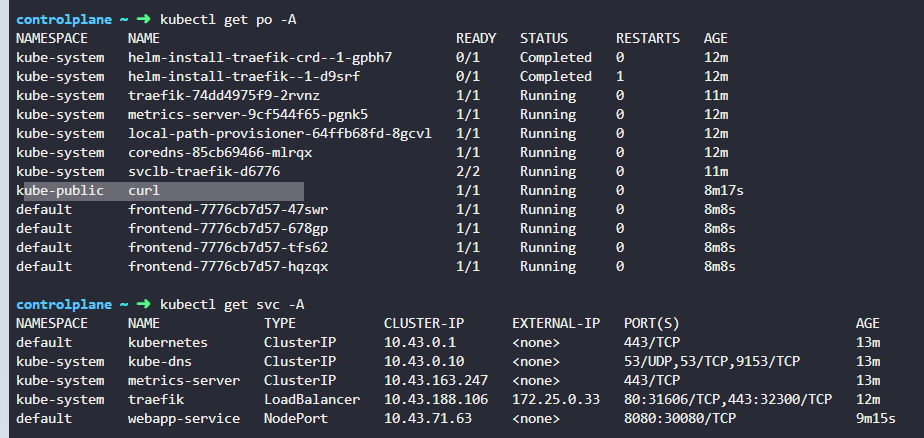 controlplane ~ ➜ kubectl get po -A
NAMESPACE NAME READY STATUS RESTARTS AGE
kube-system helm-install-traefik-crd--1-gpbh7 0/1 Completed 0 12m
kube-system helm-install-traefik--1-d9srf 0/1 Completed 1 12m
kube-system traefik-74dd4975f9-2rvnz 1/1 Running 0 11m
kube-system metrics-server-9cf544f65-pgnk5 1/1 Running 0 12m
kube-system local-path-provisioner-64ffb68fd-8gcvl 1/1 Running 0 12m
kube-system coredns-85cb69466-mlrqx 1/1 Running 0 12m
kube-system svclb-traefik-d6776 2/2 Running 0 11m
kube-public curl 1/1 Running 0 8m17s
default frontend-7776cb7d57-47swr 1/1 Running 0 8m8s
default frontend-7776cb7d57-678gp 1/1 Running 0 8m8s
default frontend-7776cb7d57-tfs62 1/1 Running 0 8m8s
default frontend-7776cb7d57-hqzqx 1/1 Running 0 8m8s
controlplane ~ ➜ kubectl get svc -A
NAMESPACE NAME TYPE CLUSTER-IP EXTERNAL-IP PORT(S) AGE
default kubernetes ClusterIP 10.43.0.1 <none> 443/TCP 13m
kube-system kube-dns ClusterIP 10.43.0.10 <none> 53/UDP,53/TCP,9153/TCP 13m
kube-system metrics-server ClusterIP 10.43.163.247 <none> 443/TCP 13m
kube-system traefik LoadBalancer 10.43.188.106 172.25.0.33 80:31606/TCP,443:32300/TCP 12m
default webapp-service NodePort 10.43.71.63 <none> 8080:30080/TCP 9m15s